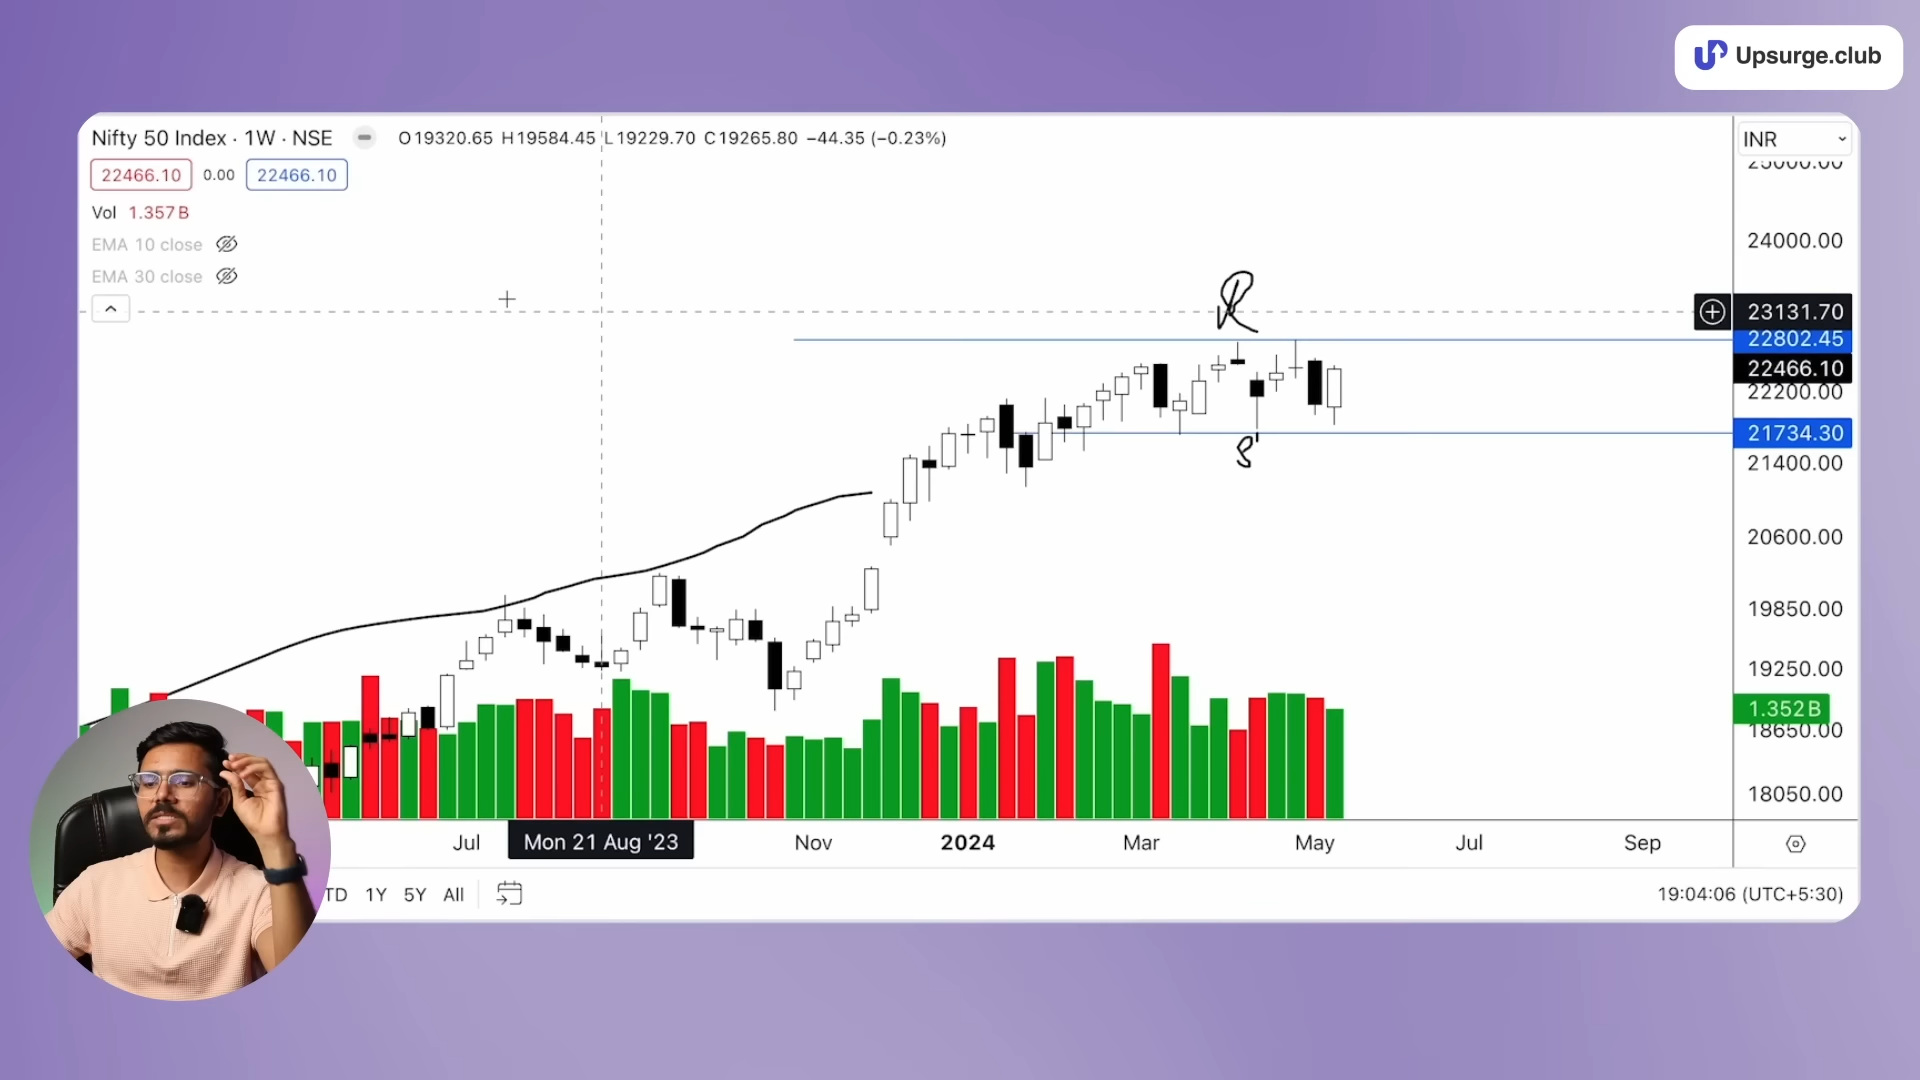 Upsurge.club
Nifty 50 Index · 1W · NSE
O19320.65 H19584.45 L19229.70 C19265.80 −44.35 (−0.23%)
INR
22466.10 0.00 22466.10
25000.00
Vol 1.357B
EMA 10 close
24000.00
EMA 30 close
R
23131.70
22802.45
22466.10
22200.00
21734.30
S
21400.00
20600.00
19850.00
19250.00
1.352B
18650.00
18050.00
Jul Mon 21 Aug '23 Nov 2024 Mar May Jul Sep
TD 1Y 5Y All
19:04:06 (UTC+5:30)